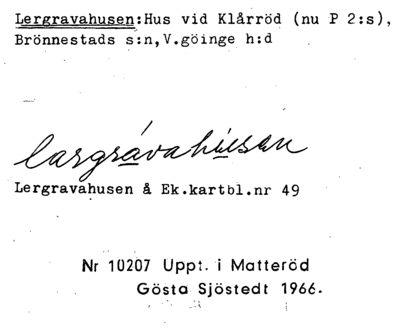 Lergravahusen:Hus vid Klårröd (nu P 2:s),
Brönnestads s:n,V.göinge h:d
largravahusen
Lergravahusen å Ek.kartbl.nr 49
Nr 10207 Uppt. i Matteröd
Gösta Sjöstedt 1966.